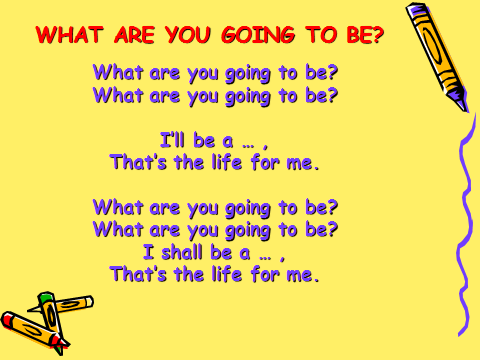 WHAT ARE YOU GOING TO BE?
What are you going to be?
What are you going to be?
I'll be a … ,
That's the life for me.
What are you going to be?
What are you going to be?
I shall be a … ,
That's the life for me.